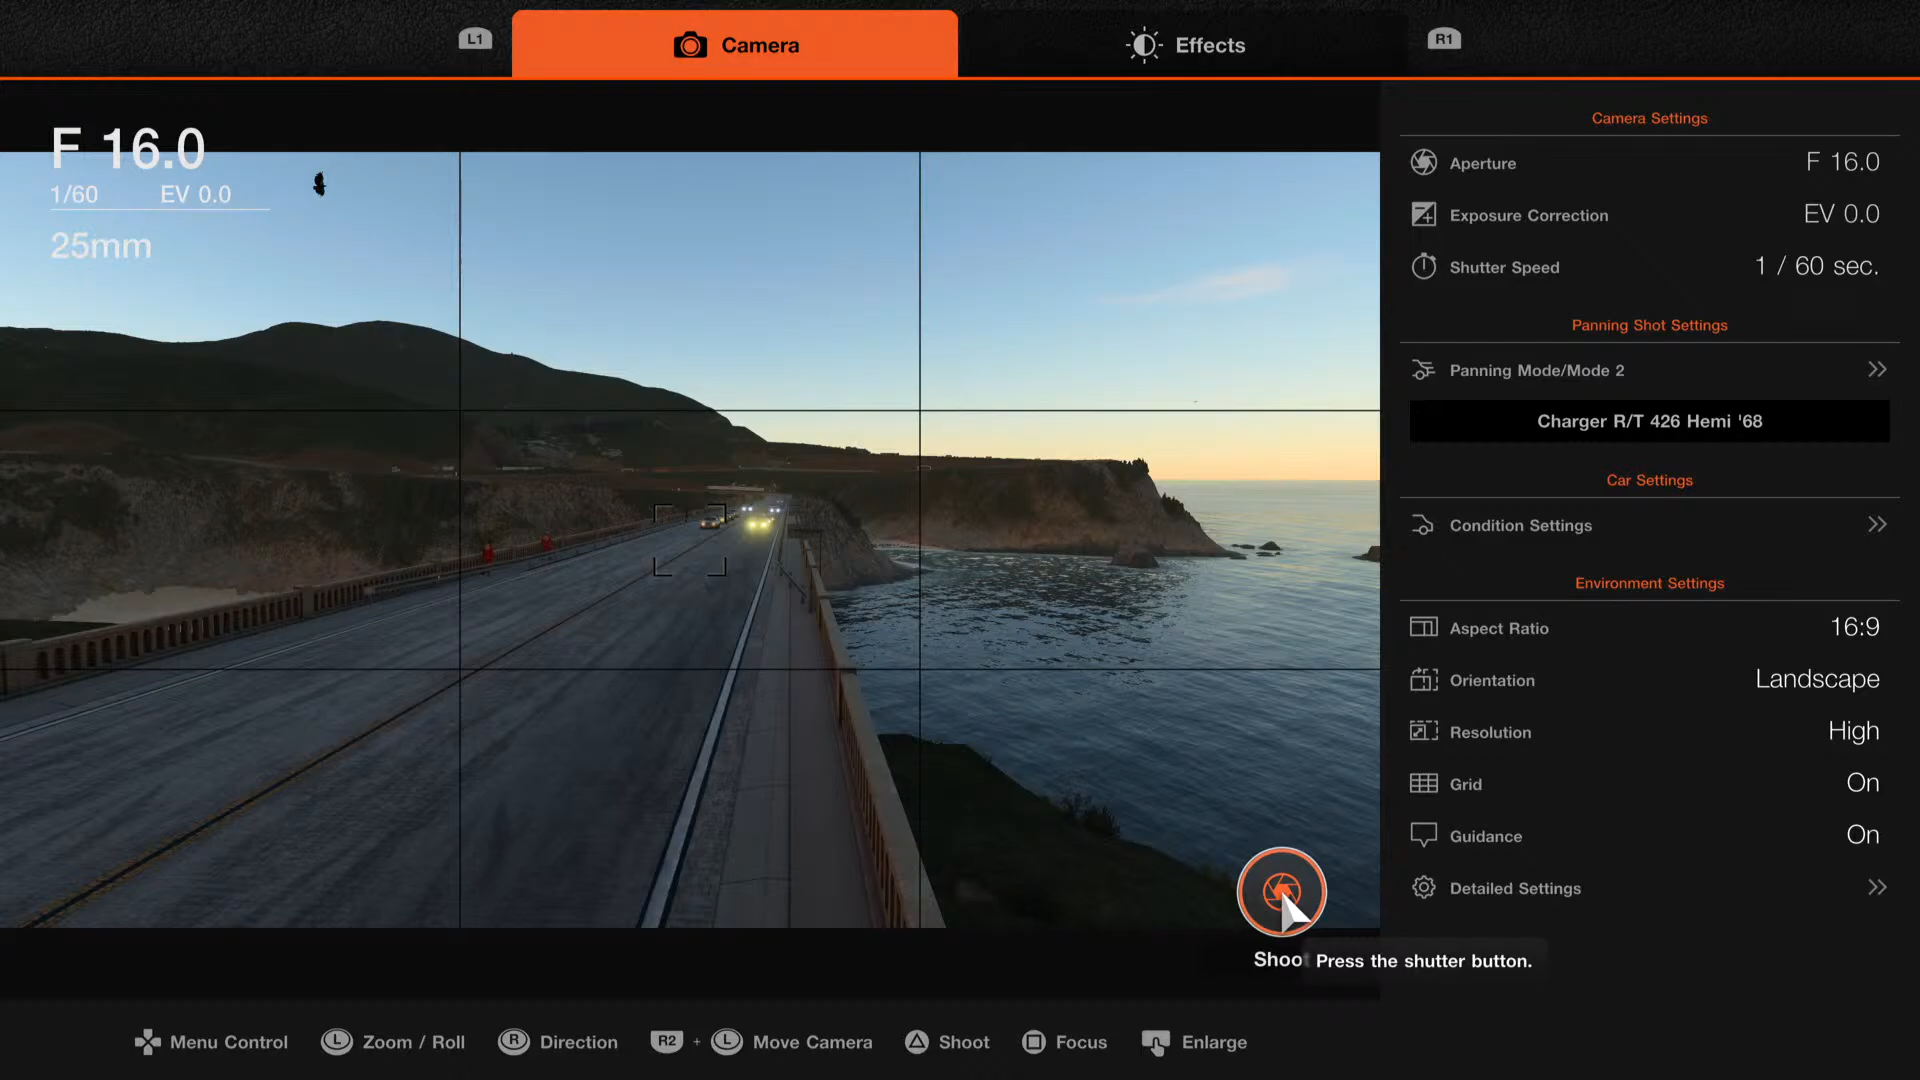 L1
Camera
Effects
R1
F 16.0
1/60 EV 0.0
25mm
Camera Settings
Aperture F 16.0
Exposure Correction EV 0.0
Shutter Speed 1 / 60 sec.
Panning Shot Settings
Panning Mode/Mode 2
Charger R/T 426 Hemi '68
Car Settings
Condition Settings
Environment Settings
Aspect Ratio 16:9
Orientation Landscape
Resolution High
Grid On
Guidance On
Detailed Settings
Shoot
Press the shutter button.
Menu Control L Zoom / Roll R Direction R2 + L Move Camera Shoot Focus Enlarge